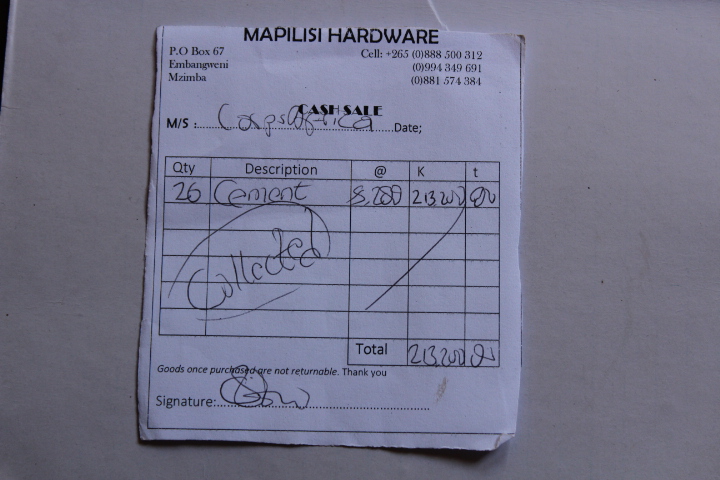 MAPILISI HARDWARE
P.O Box 67
Embangweni
Mzimba
Cell: +265 (0)888 500 312
(0)994 349 691
(0)881 574 384
CASH SALE
M/S :..... CorpsAfrica .....Date;
Qty Description @ K t
26 Cement 8,200 213,200 00
Collected
Total 213,200 00
Goods once purchased are not returnable. Thank you
Signature: